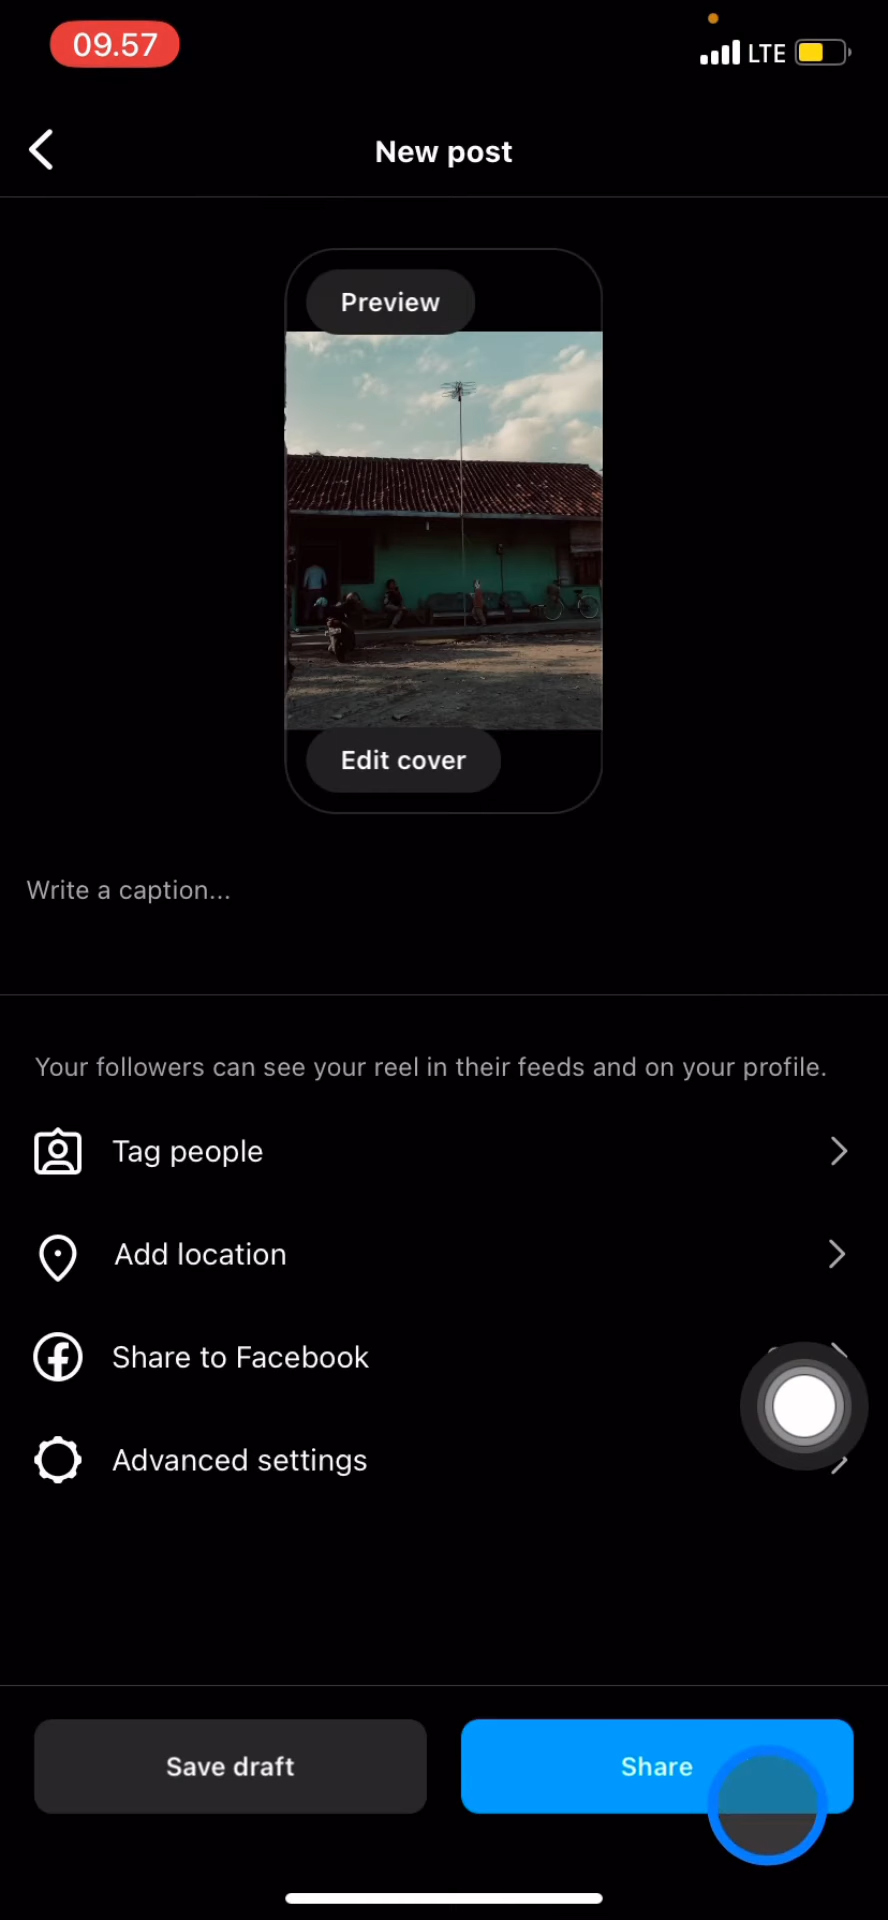 09.57
LTE
New post
Preview
Edit cover
Write a caption...
Your followers can see your reel in their feeds and on your profile.
Tag people
Add location
Share to Facebook
Advanced settings
Save draft
Share